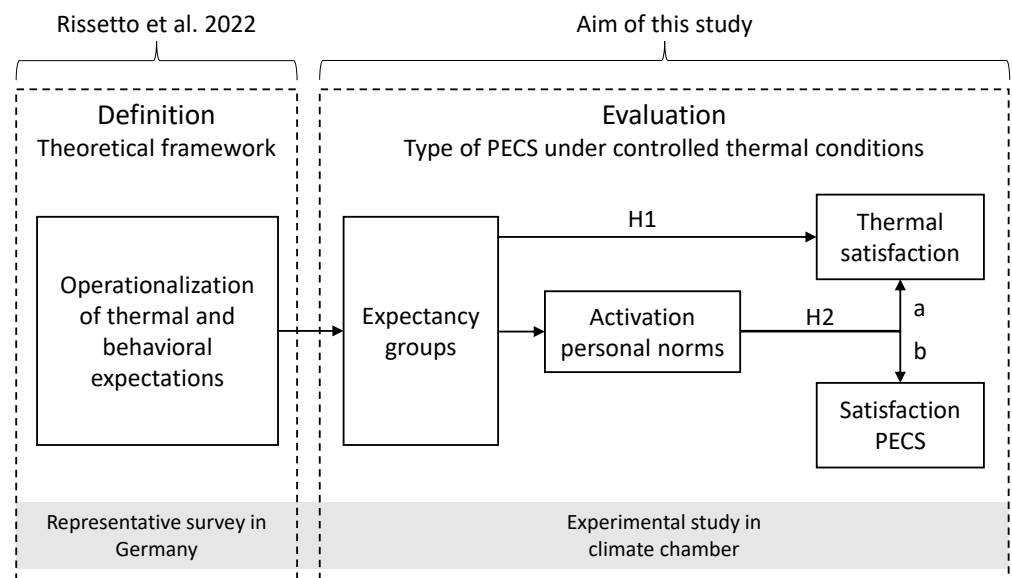 Rissetto et al. 2022
Aim of this study
Definition
Theoretical framework
Evaluation
Type of PECS under controlled thermal conditions
Operationalization
of thermal and
behavioral
expectations
Expectancy
groups
H1
Activation
personal norms
H2
Thermal
satisfaction
a
b
Satisfaction
PECS
Representative survey in
Germany
Experimental study in
climate chamber